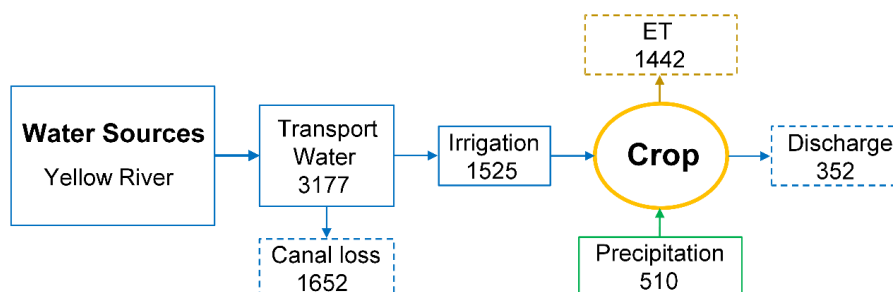 Water Sources
Yellow River
Transport
Water
3177
Canal loss
1652
Irrigation
1525
ET
1442
Crop
Precipitation
510
Discharge
352